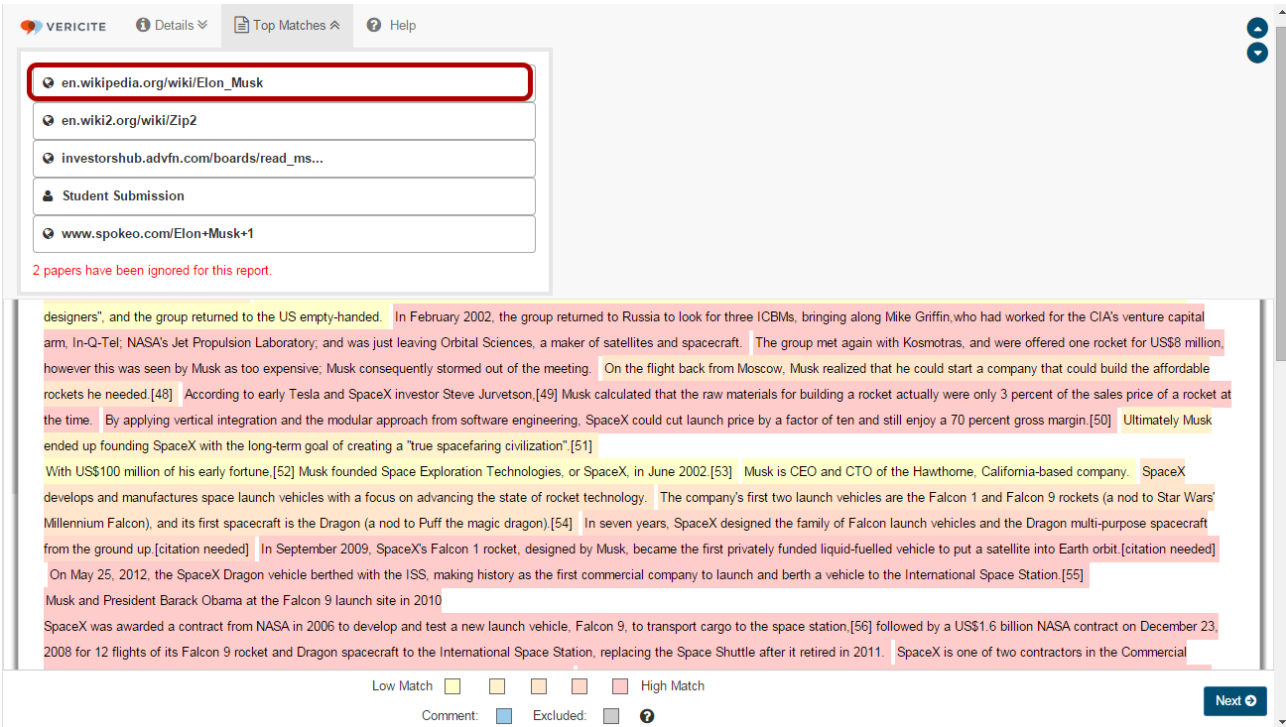 VERICITE Details Top Matches Help
en.wikipedia.org/wiki/Elon_Musk
en.wiki2.org/wiki/Zip2
investorshub.advfn.com/boards/read_ms...
Student Submission
www.spokeo.com/Elon+Musk+1
2 papers have been ignored for this report.
designers", and the group returned to the US empty-handed. In February 2002, the group returned to Russia to look for three ICBMs, bringing along Mike Griffin,who had worked for the CIA's venture capital
arm, In-Q-Tel; NASA's Jet Propulsion Laboratory; and was just leaving Orbital Sciences, a maker of satellites and spacecraft. The group met again with Kosmotras, and were offered one rocket for US$8 million,
however this was seen by Musk as too expensive; Musk consequently stormed out of the meeting. On the flight back from Moscow, Musk realized that he could start a company that could build the affordable
rockets he needed.[48] According to early Tesla and SpaceX investor Steve Jurvetson,[49] Musk calculated that the raw materials for building a rocket actually were only 3 percent of the sales price of a rocket at
the time. By applying vertical integration and the modular approach from software engineering, SpaceX could cut launch price by a factor of ten and still enjoy a 70 percent gross margin.[50] Ultimately Musk
ended up founding SpaceX with the long-term goal of creating a "true spacefaring civilization".[51]
With US$100 million of his early fortune,[52] Musk founded Space Exploration Technologies, or SpaceX, in June 2002.[53] Musk is CEO and CTO of the Hawthorne, California-based company. SpaceX
develops and manufactures space launch vehicles with a focus on advancing the state of rocket technology. The company's first two launch vehicles are the Falcon 1 and Falcon 9 rockets (a nod to Star Wars'
Millennium Falcon), and its first spacecraft is the Dragon (a nod to Puff the magic dragon).[54] In seven years, SpaceX designed the family of Falcon launch vehicles and the Dragon multi-purpose spacecraft
from the ground up.[citation needed] In September 2009, SpaceX's Falcon 1 rocket, designed by Musk, became the first privately funded liquid-fuelled vehicle to put a satellite into Earth orbit.[citation needed]
On May 25, 2012, the SpaceX Dragon vehicle berthed with the ISS, making history as the first commercial company to launch and berth a vehicle to the International Space Station.[55]
Musk and President Barack Obama at the Falcon 9 launch site in 2010
SpaceX was awarded a contract from NASA in 2006 to develop and test a new launch vehicle, Falcon 9, to transport cargo to the space station,[56] followed by a US$1.6 billion NASA contract on December 23,
2008 for 12 flights of its Falcon 9 rocket and Dragon spacecraft to the International Space Station, replacing the Space Shuttle after it retired in 2011. SpaceX is one of two contractors in the Commercial
Low Match High Match
Next
Comment: Excluded: